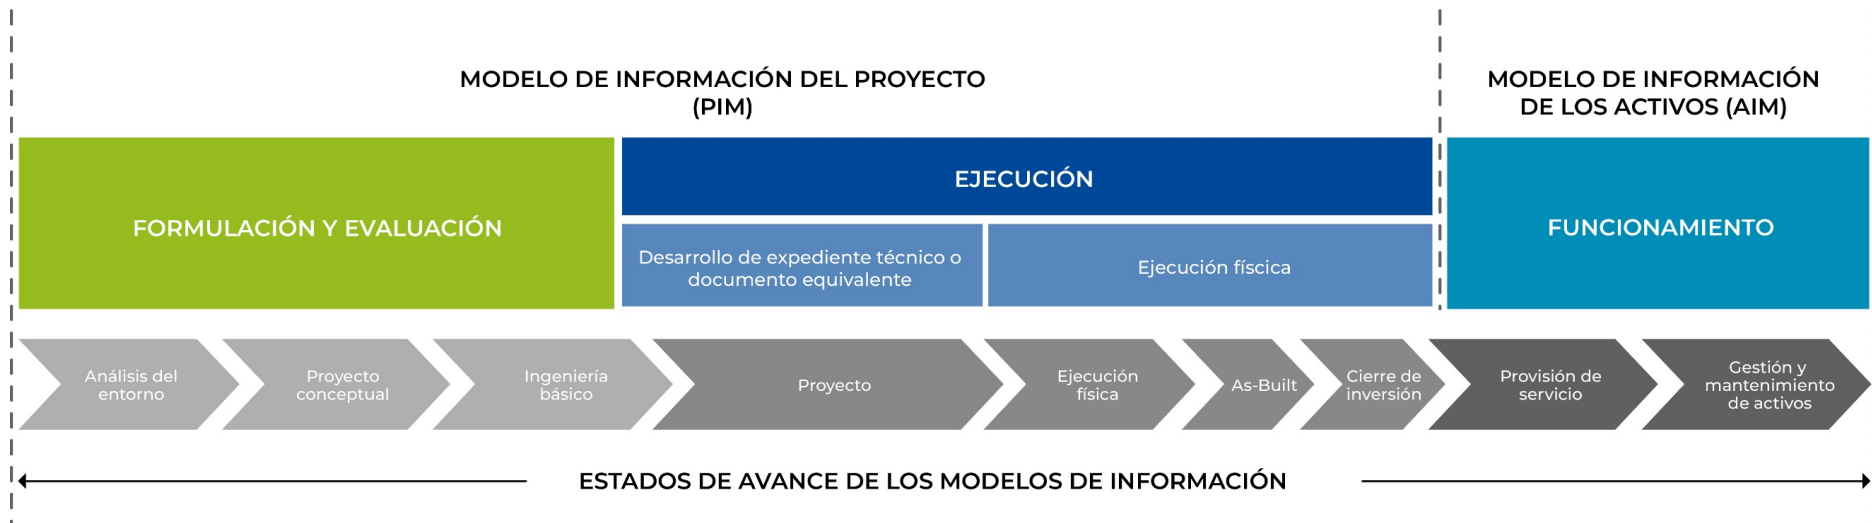 MODELO DE INFORMACIÓN DEL PROYECTO
(PIM)
MODELO DE INFORMACIÓN
DE LOS ACTIVOS (AIM)
FORMULACIÓN Y EVALUACIÓN
EJECUCIÓN
Desarrollo de expediente técnico o
documento equivalente
Ejecución físcica
FUNCIONAMIENTO
Análisis del
entorno
Proyecto
conceptual
Ingeniería
básico
Proyecto
Ejecución
física
As-Built
Cierre de
inversión
Provisión de
servicio
Gestión y
mantenimiento
de activos
ESTADOS DE AVANCE DE LOS MODELOS DE INFORMACIÓN